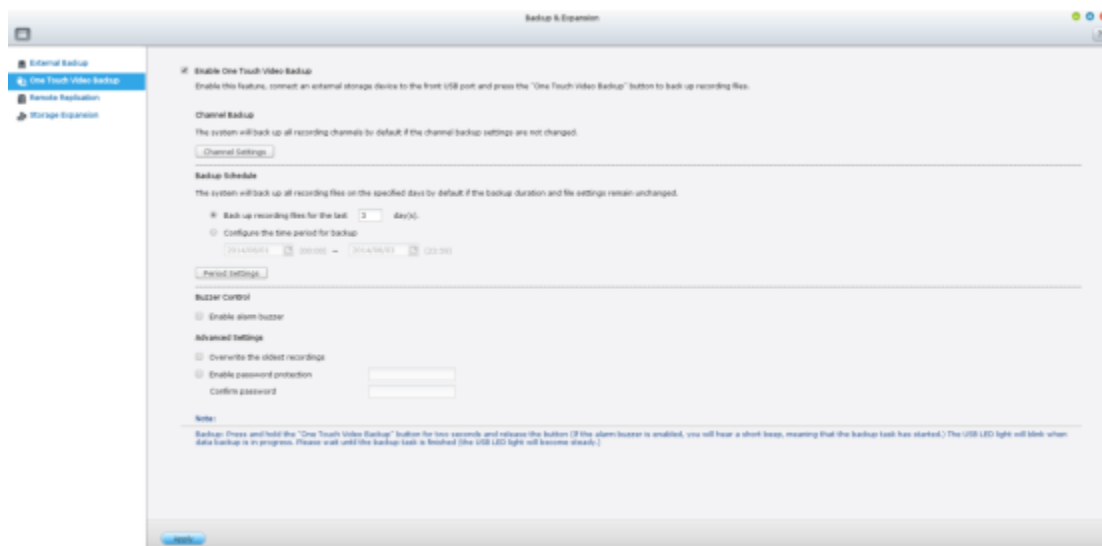 Backup & Expansion
External Backup
One Touch Video Backup
Remote Replication
Storage Expansion
Enable One Touch Video Backup
Enable this feature, connect an external storage device to the front USB port and press the "One Touch Video Backup" button to back up recording files.
Channel Backup
The system will back up all recording channels by default if the channel backup settings are not changed.
Channel Settings
Backup Schedule
The system will back up all recording files on the specified days by default if the backup duration and file settings remain unchanged.
Back up recording files for the last 3 day(s).
Configure the time period for backup
(00:00) ~ (23:59)
Period Settings
Buzzer Control
Enable alarm buzzer
Advanced Settings
Overwrite the oldest recordings
Enable password protection
Confirm password
Note:
Backup: Press and hold the "One Touch Video Backup" button for two seconds and release the button (If the alarm buzzer is enabled, you will hear a short beep, meaning that the backup task has started.) The USB LED light will blink when
data backup is in progress. Please wait until the backup task is finished (the USB LED light will become steady.)
Apply